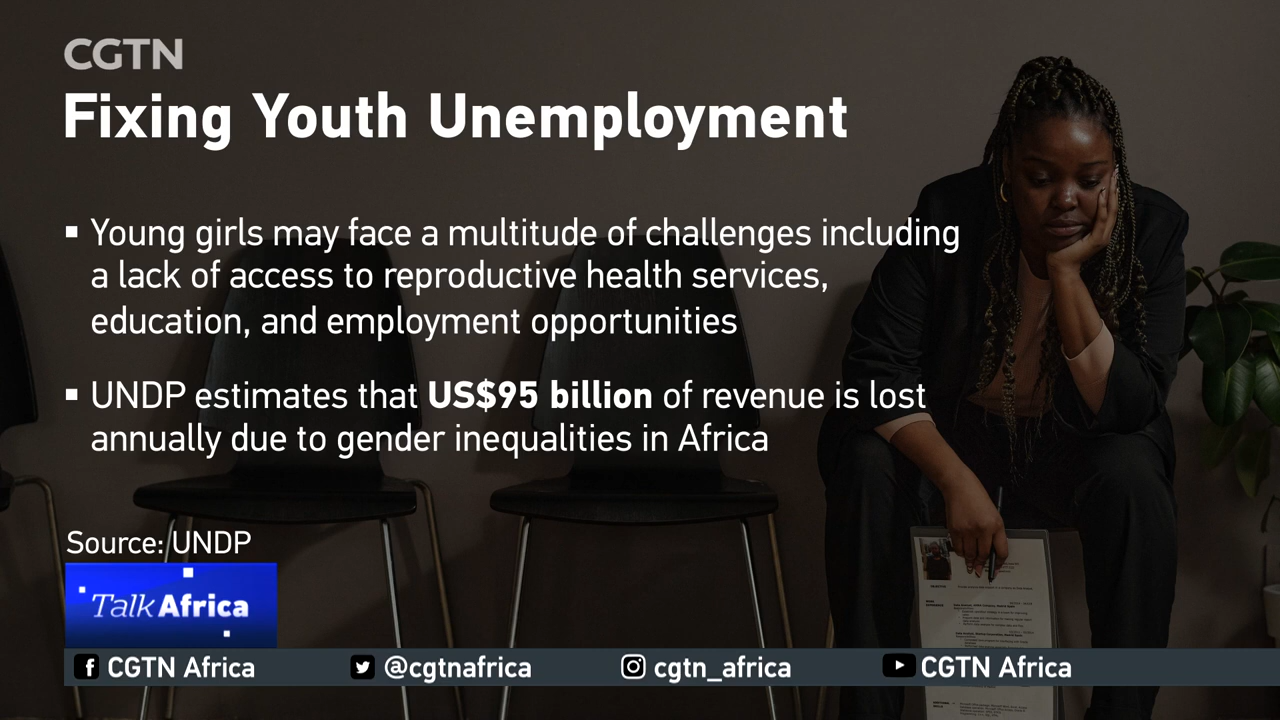 CGTN
Fixing Youth Unemployment
▪ Young girls may face a multitude of challenges including
a lack of access to reproductive health services,
education, and employment opportunities
▪ UNDP estimates that US$95 billion of revenue is lost
annually due to gender inequalities in Africa
Source: UNDP
Talk Africa
CGTN Africa @cgtnafrica cgtn_africa CGTN Africa